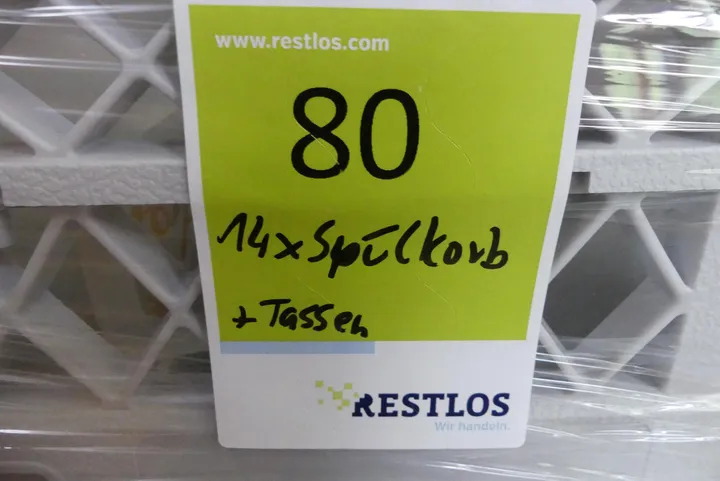 www.restlos.com
80
14x Spülkorb
+ Tassen
RESTLOS
Wir handeln.